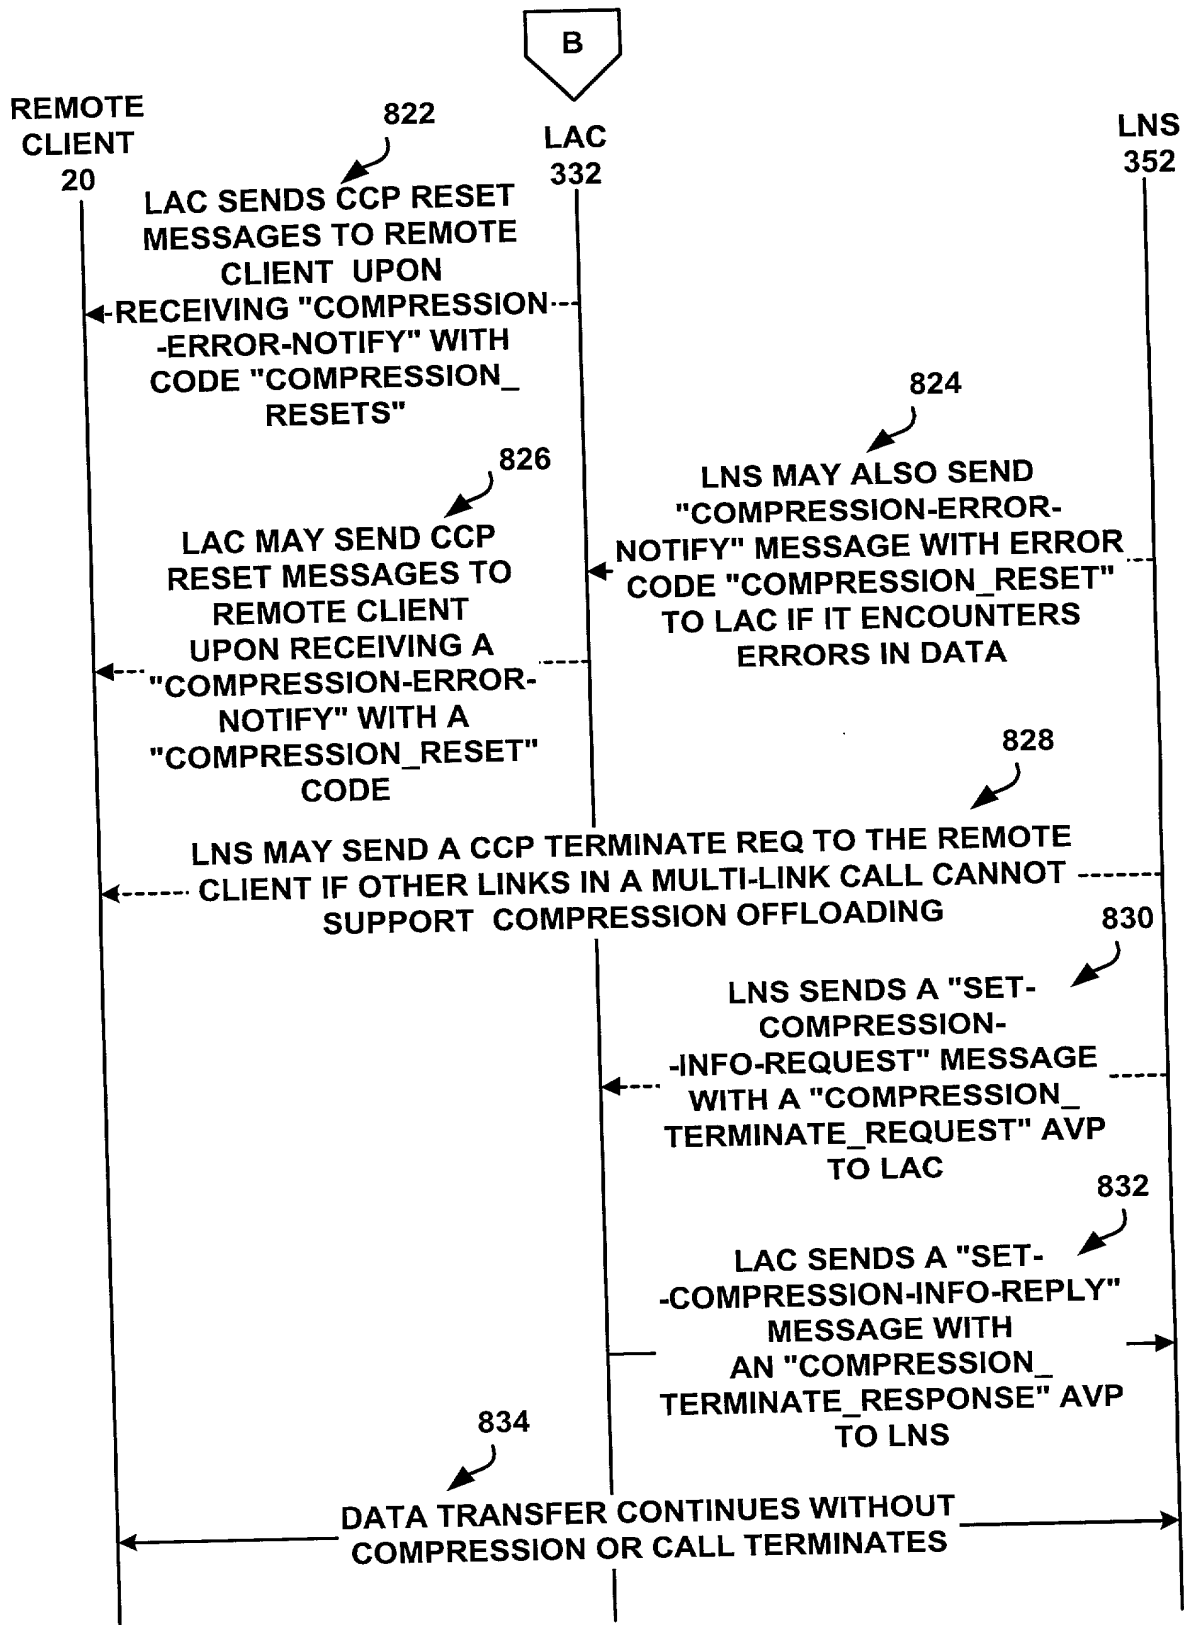 B
REMOTE
CLIENT
20
LAC
332
LNS
352
822
LAC SENDS CCP RESET
MESSAGES TO REMOTE
CLIENT UPON
RECEIVING "COMPRESSION
-ERROR-NOTIFY" WITH
CODE "COMPRESSION_
RESETS"
824
LNS MAY ALSO SEND
"COMPRESSION-ERROR-
NOTIFY" MESSAGE WITH ERROR
CODE "COMPRESSION_RESET"
TO LAC IF IT ENCOUNTERS
ERRORS IN DATA
826
LAC MAY SEND CCP
RESET MESSAGES TO
REMOTE CLIENT
UPON RECEIVING A
"COMPRESSION-ERROR-
NOTIFY" WITH A
"COMPRESSION_RESET"
CODE
828
LNS MAY SEND A CCP TERMINATE REQ TO THE REMOTE
CLIENT IF OTHER LINKS IN A MULTI-LINK CALL CANNOT
SUPPORT COMPRESSION OFFLOADING
830
LNS SENDS A "SET-
COMPRESSION-
-INFO-REQUEST" MESSAGE
WITH A "COMPRESSION_
TERMINATE_REQUEST" AVP
TO LAC
832
LAC SENDS A "SET-
-COMPRESSION-INFO-REPLY"
MESSAGE WITH
AN "COMPRESSION_
TERMINATE_RESPONSE" AVP
TO LNS
834
DATA TRANSFER CONTINUES WITHOUT
COMPRESSION OR CALL TERMINATES